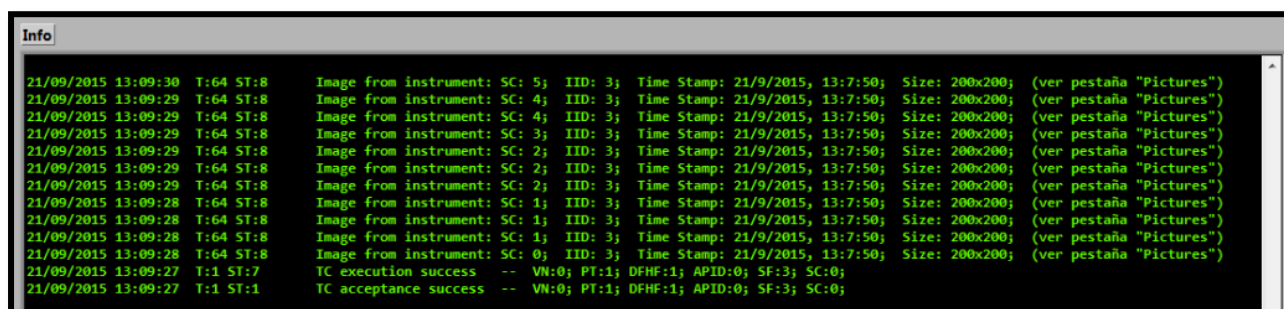 Info
21/09/2015 13:09:30 T:64 ST:8 Image from instrument: SC: 5; IID: 3; Time Stamp: 21/9/2015, 13:7:50; Size: 200x200; (ver pestaña "Pictures")
21/09/2015 13:09:29 T:64 ST:8 Image from instrument: SC: 4; IID: 3; Time Stamp: 21/9/2015, 13:7:50; Size: 200x200; (ver pestaña "Pictures")
21/09/2015 13:09:29 T:64 ST:8 Image from instrument: SC: 4; IID: 3; Time Stamp: 21/9/2015, 13:7:50; Size: 200x200; (ver pestaña "Pictures")
21/09/2015 13:09:29 T:64 ST:8 Image from instrument: SC: 3; IID: 3; Time Stamp: 21/9/2015, 13:7:50; Size: 200x200; (ver pestaña "Pictures")
21/09/2015 13:09:29 T:64 ST:8 Image from instrument: SC: 2; IID: 3; Time Stamp: 21/9/2015, 13:7:50; Size: 200x200; (ver pestaña "Pictures")
21/09/2015 13:09:29 T:64 ST:8 Image from instrument: SC: 2; IID: 3; Time Stamp: 21/9/2015, 13:7:50; Size: 200x200; (ver pestaña "Pictures")
21/09/2015 13:09:29 T:64 ST:8 Image from instrument: SC: 2; IID: 3; Time Stamp: 21/9/2015, 13:7:50; Size: 200x200; (ver pestaña "Pictures")
21/09/2015 13:09:28 T:64 ST:8 Image from instrument: SC: 1; IID: 3; Time Stamp: 21/9/2015, 13:7:50; Size: 200x200; (ver pestaña "Pictures")
21/09/2015 13:09:28 T:64 ST:8 Image from instrument: SC: 1; IID: 3; Time Stamp: 21/9/2015, 13:7:50; Size: 200x200; (ver pestaña "Pictures")
21/09/2015 13:09:28 T:64 ST:8 Image from instrument: SC: 1; IID: 3; Time Stamp: 21/9/2015, 13:7:50; Size: 200x200; (ver pestaña "Pictures")
21/09/2015 13:09:28 T:64 ST:8 Image from instrument: SC: 0; IID: 3; Time Stamp: 21/9/2015, 13:7:50; Size: 200x200; (ver pestaña "Pictures")
21/09/2015 13:09:27 T:1 ST:7 TC execution success -- VN:0; PT:1; DFHF:1; APID:0; SF:3; SC:0;
21/09/2015 13:09:27 T:1 ST:1 TC acceptance success -- VN:0; PT:1; DFHF:1; APID:0; SF:3; SC:0;